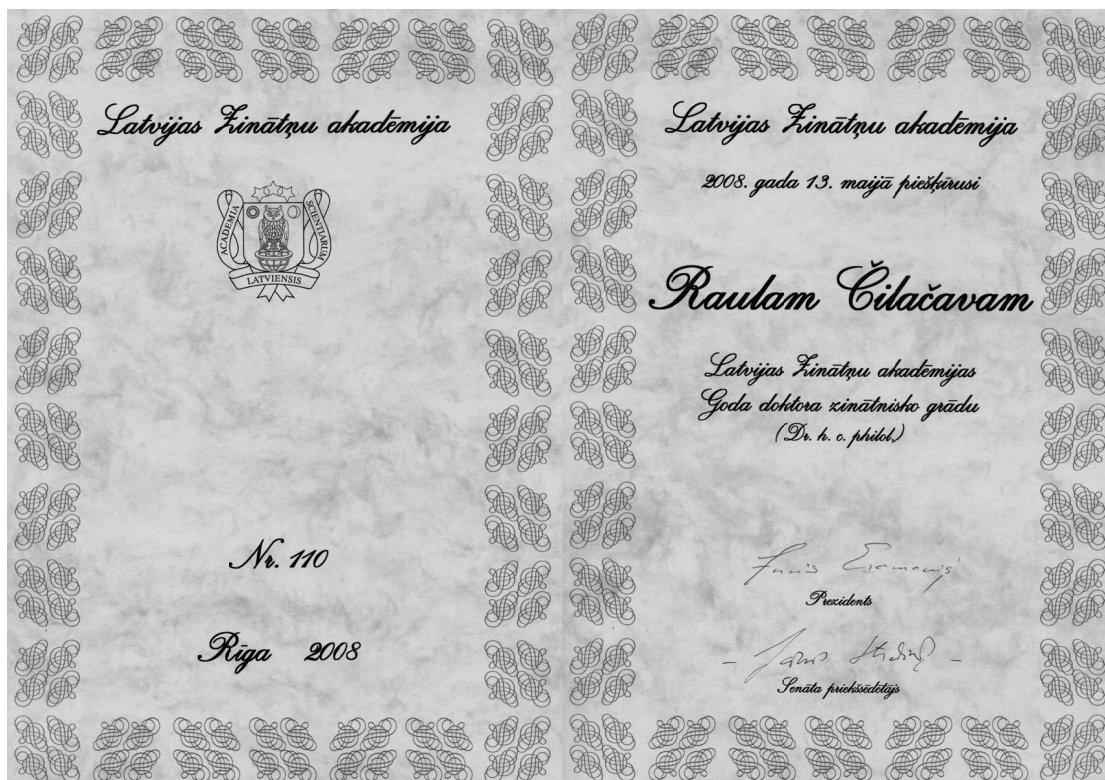 Latvijas Zinātņu akadēmija
ACADEMIA SCIENTIARUM
LATVIENSIS
Nr. 110
Rīga 2008
Latvijas Zinātņu akadēmija
2008. gada 13. maijā piešķīrusi
Raulam Čilačavam
Latvijas Zinātņu akadēmijas
Goda doktora zinātnisko grādu
(Dr. h. c. philol.)
Prezidents
Senāta priekšsēdētājs